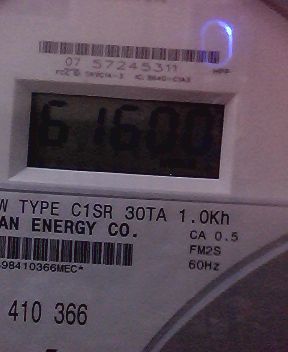 07 57245311
61600
W TYPE C1SR 30TA 1.0Kh
AN ENERGY CO.
CA 0.5
FM2S
60Hz
98410366MEC*
410 366